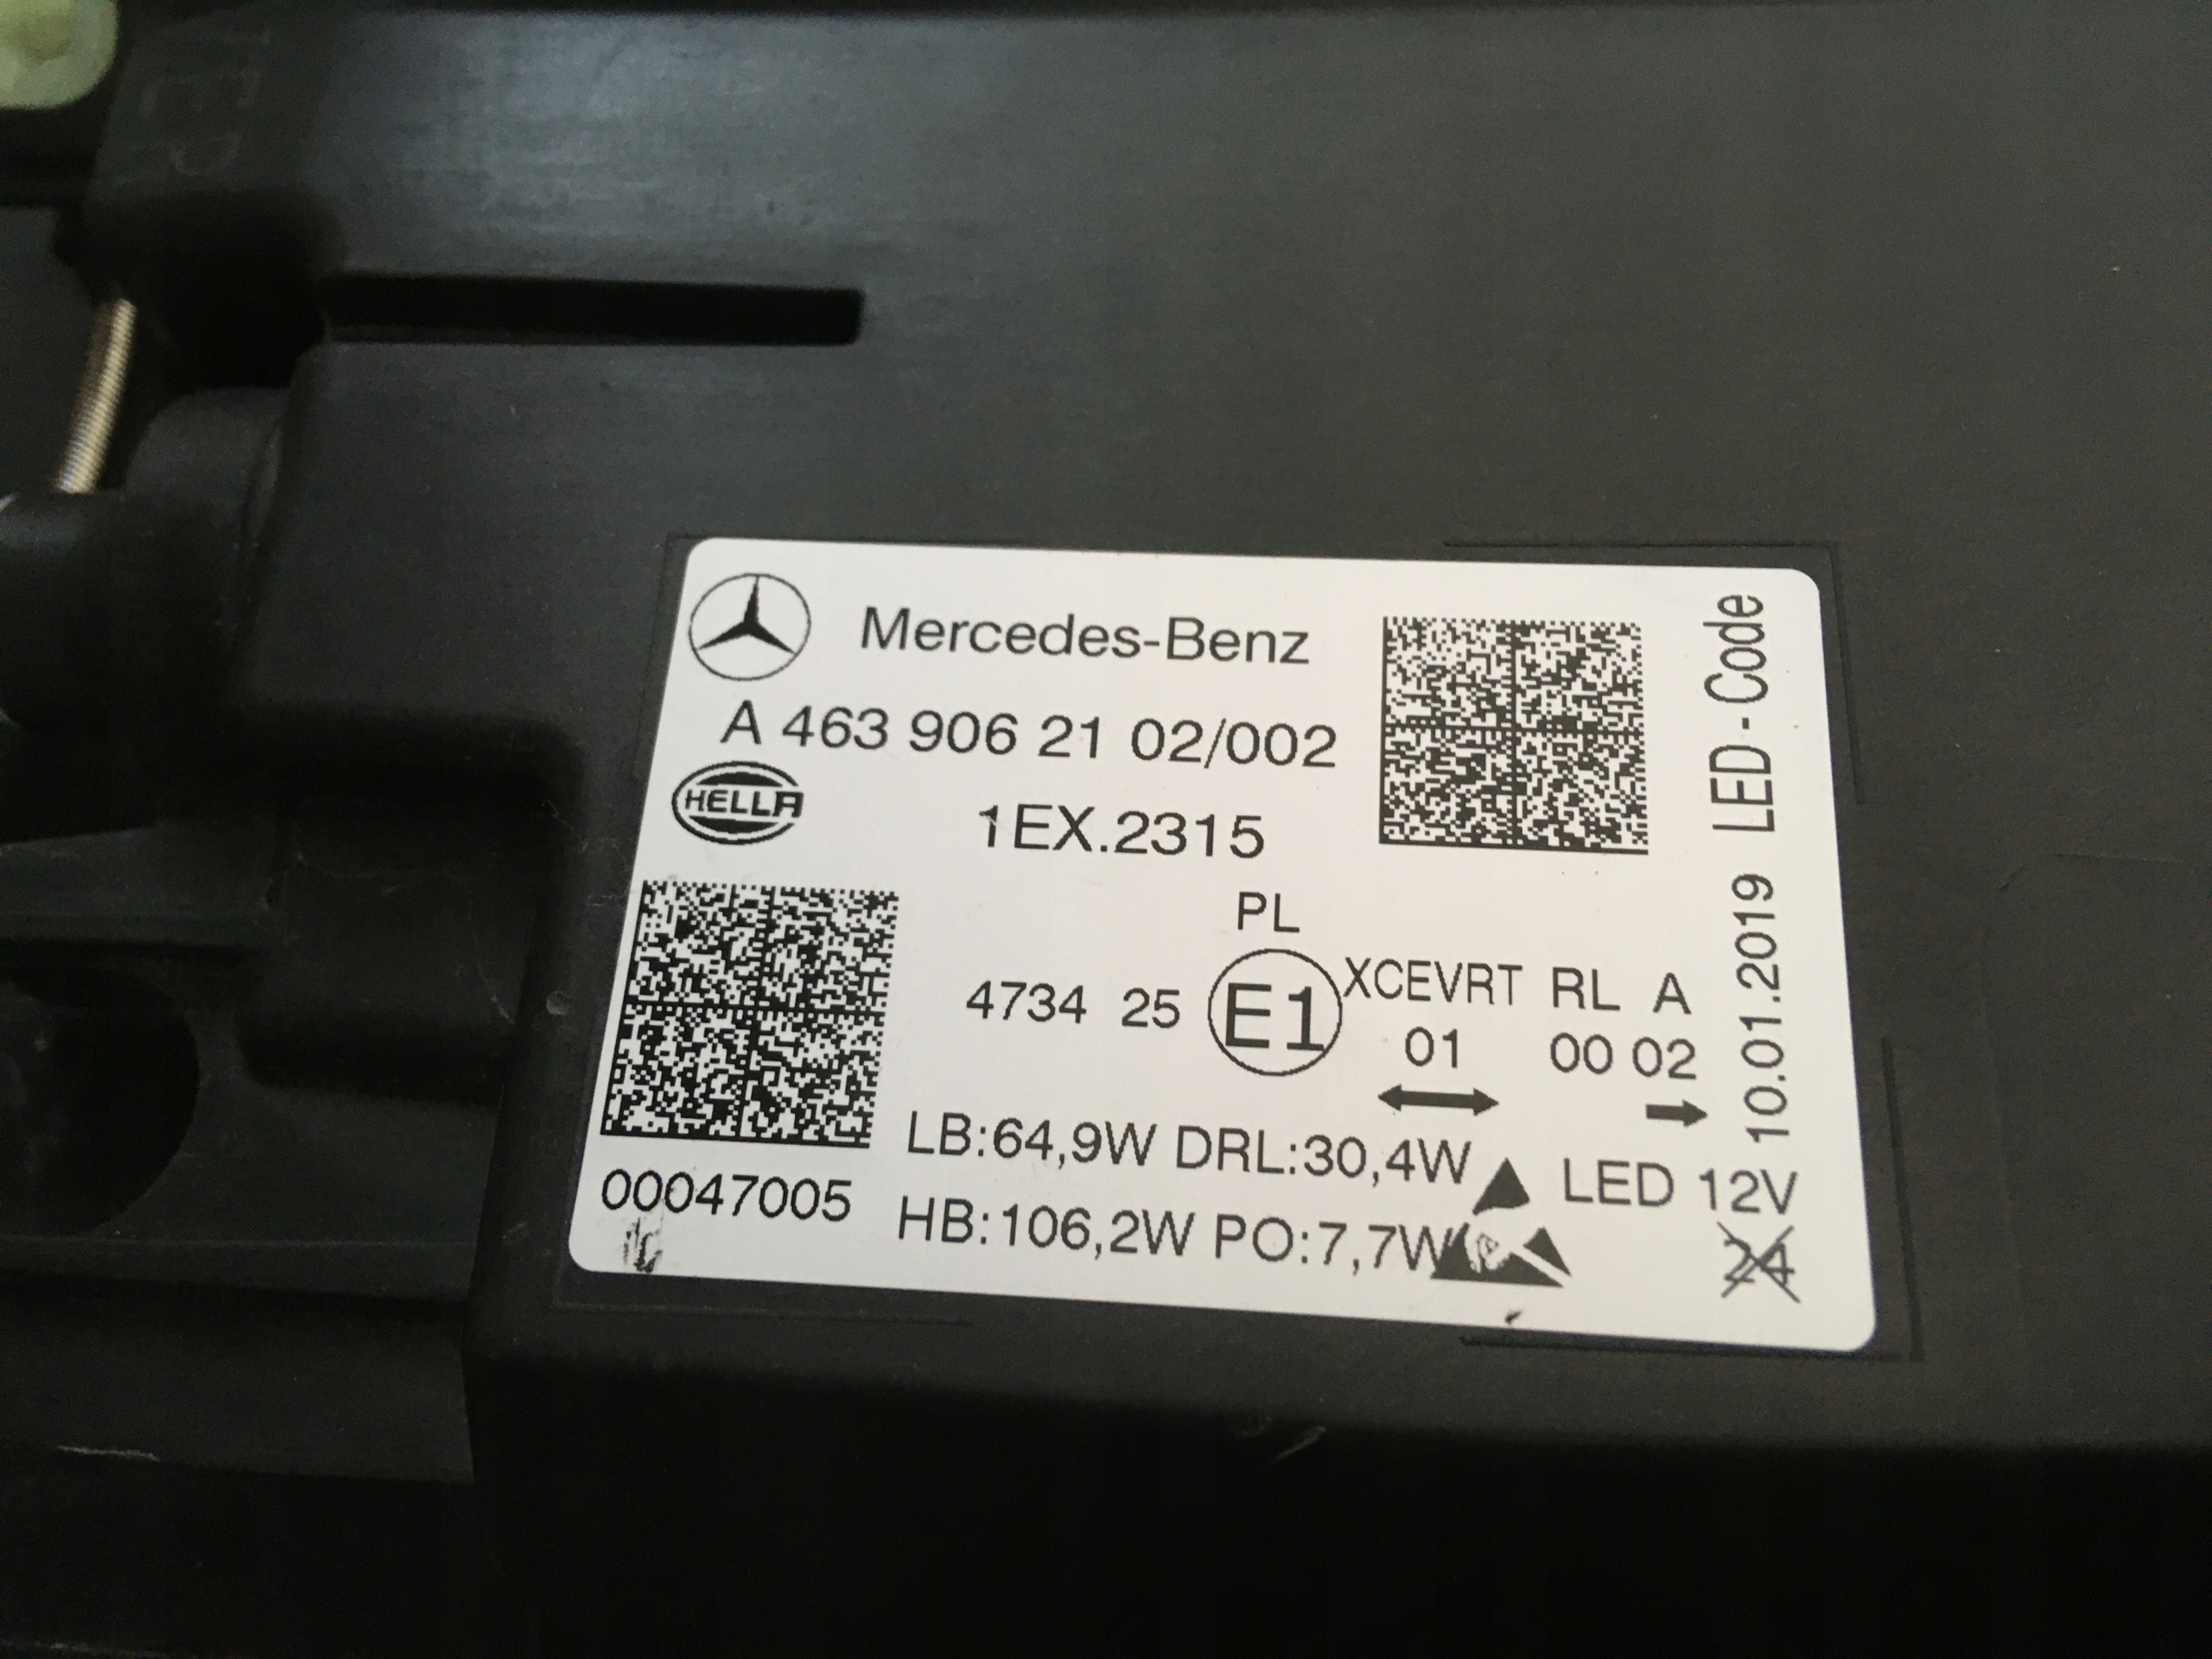 Mercedes-Benz
A 463 906 21 02/002
HELLA
1EX.2315
PL
4734 25 E1 XCEVRT RL A
01 00 02
LB:64,9W DRL:30,4W
LED 12V
00047005
HB:106,2W PO:7,7W
24
10.01.2019 LED-Code